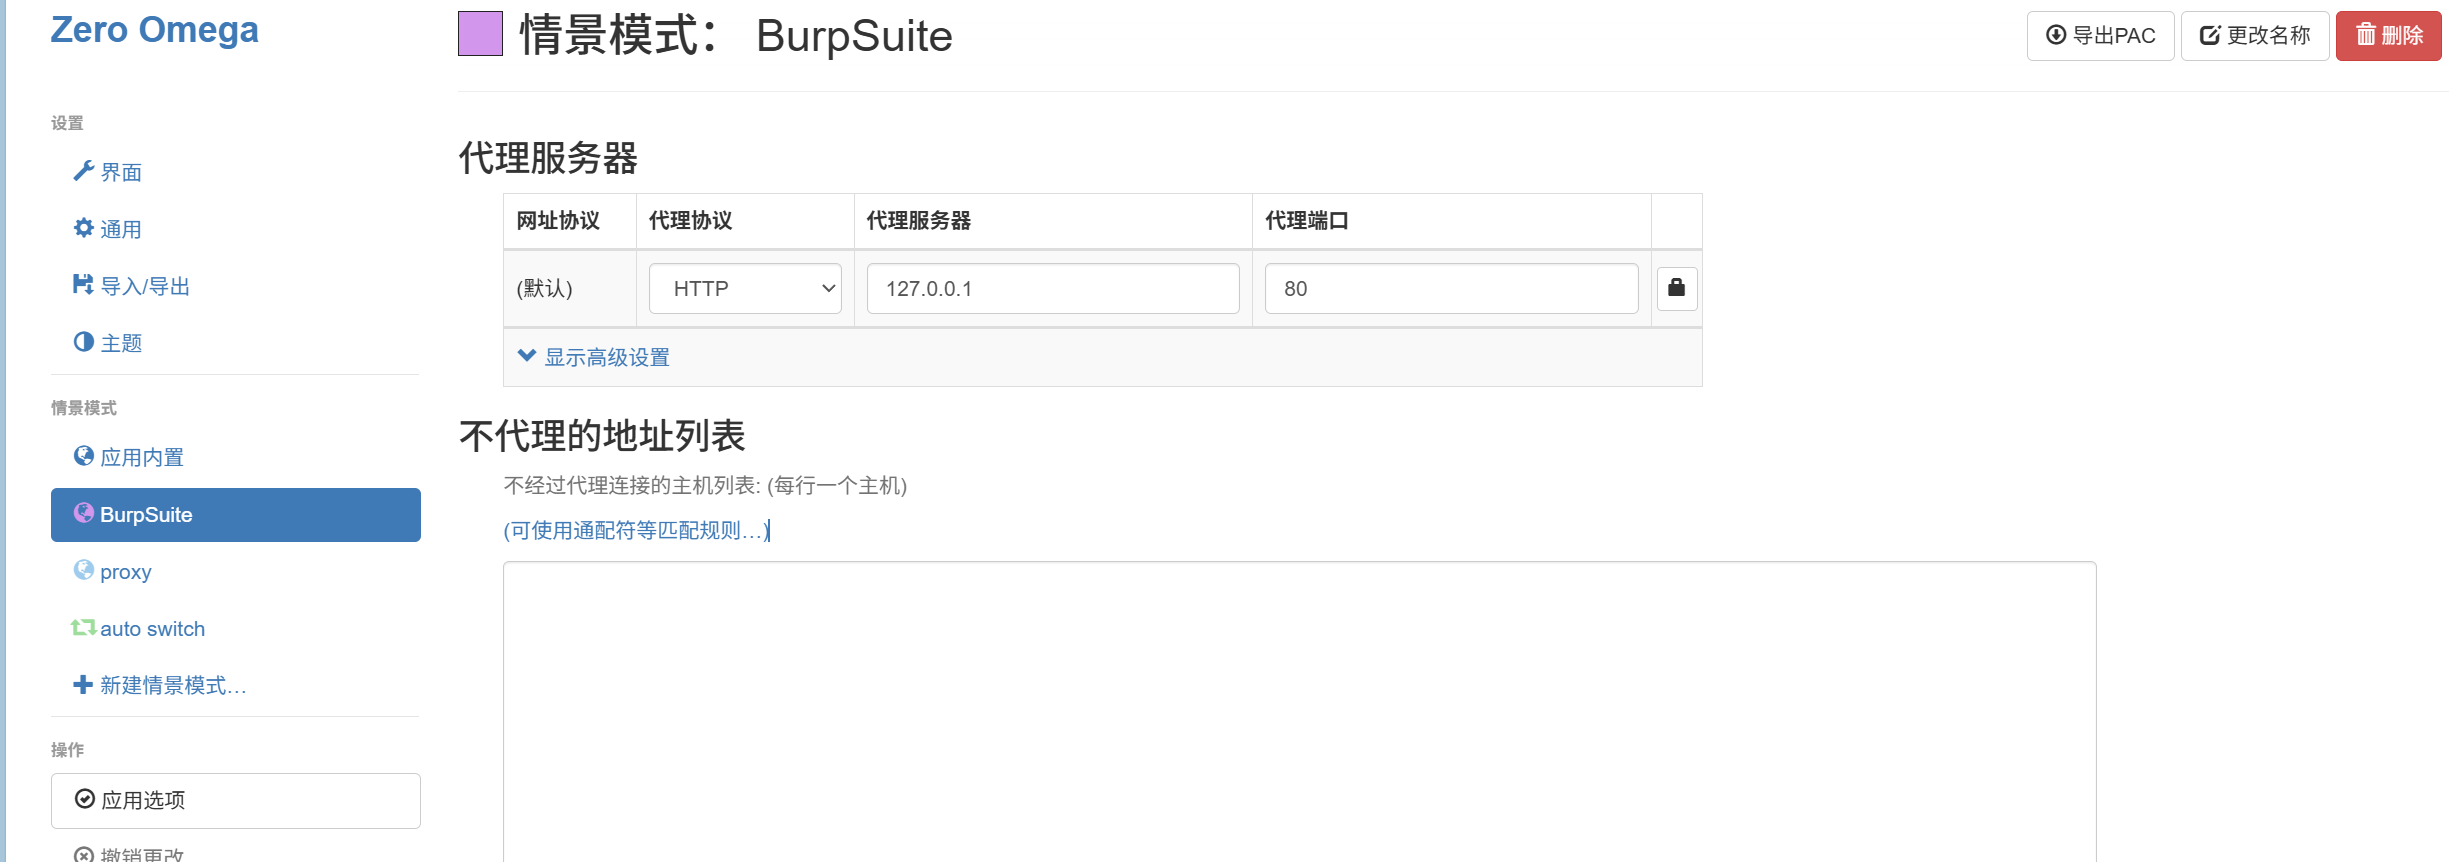 Zero Omega
设置
界面
通用
导入/导出
主题
情景模式
应用内置
BurpSuite
proxy
auto switch
新建情景模式…
操作
应用选项
撤销更改
情景模式： BurpSuite
导出PAC
更改名称
删除
代理服务器
网址协议 代理协议 代理服务器 代理端口
(默认) HTTP 127.0.0.1 80
显示高级设置
不代理的地址列表
不经过代理连接的主机列表: (每行一个主机)
(可使用通配符等匹配规则…)